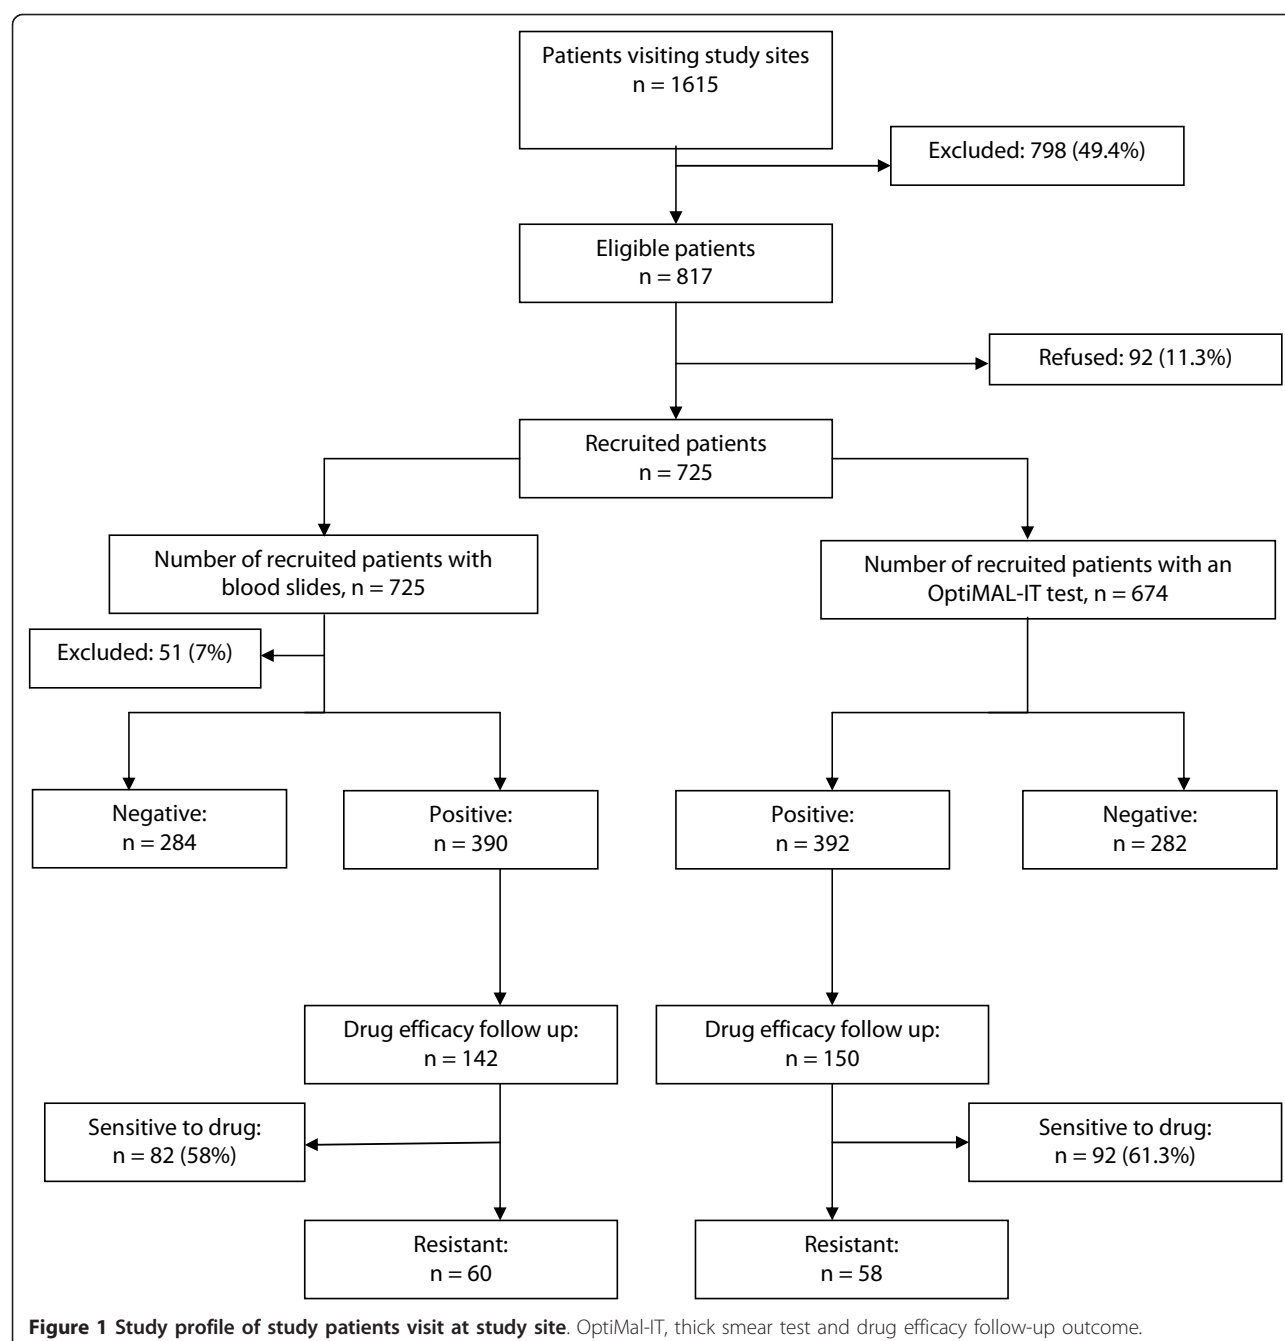 Patients visiting study sites
n = 1615
Excluded: 798 (49.4%)
Eligible patients
n = 817
Refused: 92 (11.3%)
Recruited patients
n = 725
Number of recruited patients with
blood slides, n = 725
Number of recruited patients with an
OptiMAL-IT test, n = 674
Excluded: 51 (7%)
Negative:
n = 284
Positive:
n = 390
Positive:
n = 392
Negative:
n = 282
Drug efficacy follow up:
n = 142
Drug efficacy follow up:
n = 150
Sensitive to drug:
n = 82 (58%)
Sensitive to drug:
n = 92 (61.3%)
Resistant:
n = 60
Resistant:
n = 58
Figure 1 Study profile of study patients visit at study site. OptiMal-IT, thick smear test and drug efficacy follow-up outcome.